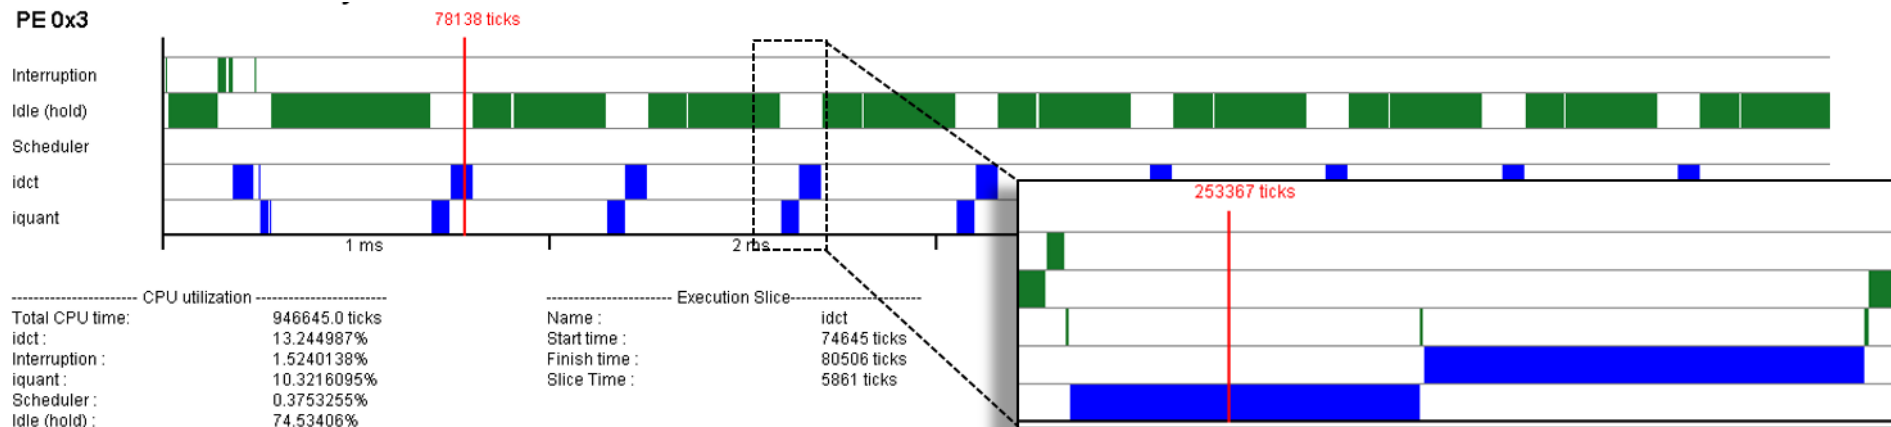 PE 0x3
78138 ticks
Interruption
Idle (hold)
Scheduler
idct
iquant
1 ms
2 ms
253367 ticks
----------------------- CPU utilization ------------------------
Total CPU time: 946645.0 ticks
idct : 13.244987%
Interruption : 1.5240138%
iquant : 10.3216095%
Scheduler : 0.3753255%
Idle (hold) : 74.53406%
----------------------- Execution Slice------------------------
Name : idct
Start time : 74645 ticks
Finish time : 80506 ticks
Slice Time : 5861 ticks